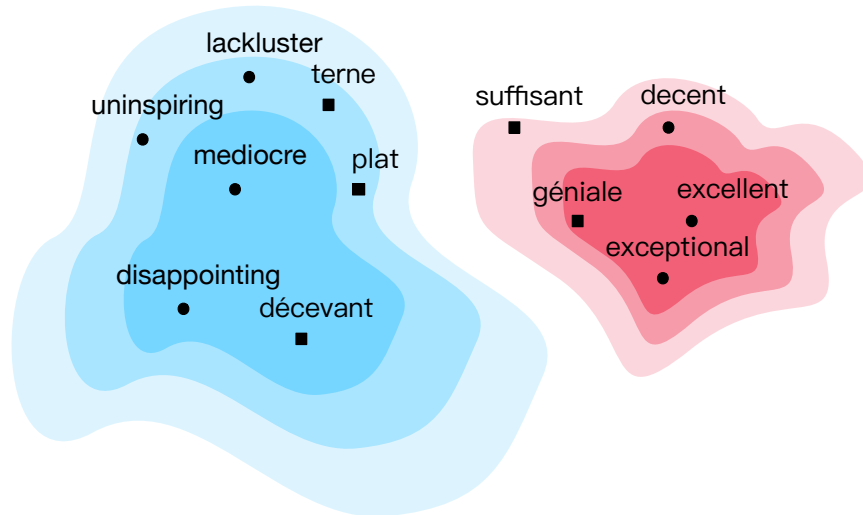 lackluster
terne
uninspiring
mediocre
plat
disappointing
décevant
suffisant
decent
géniale
excellent
exceptional